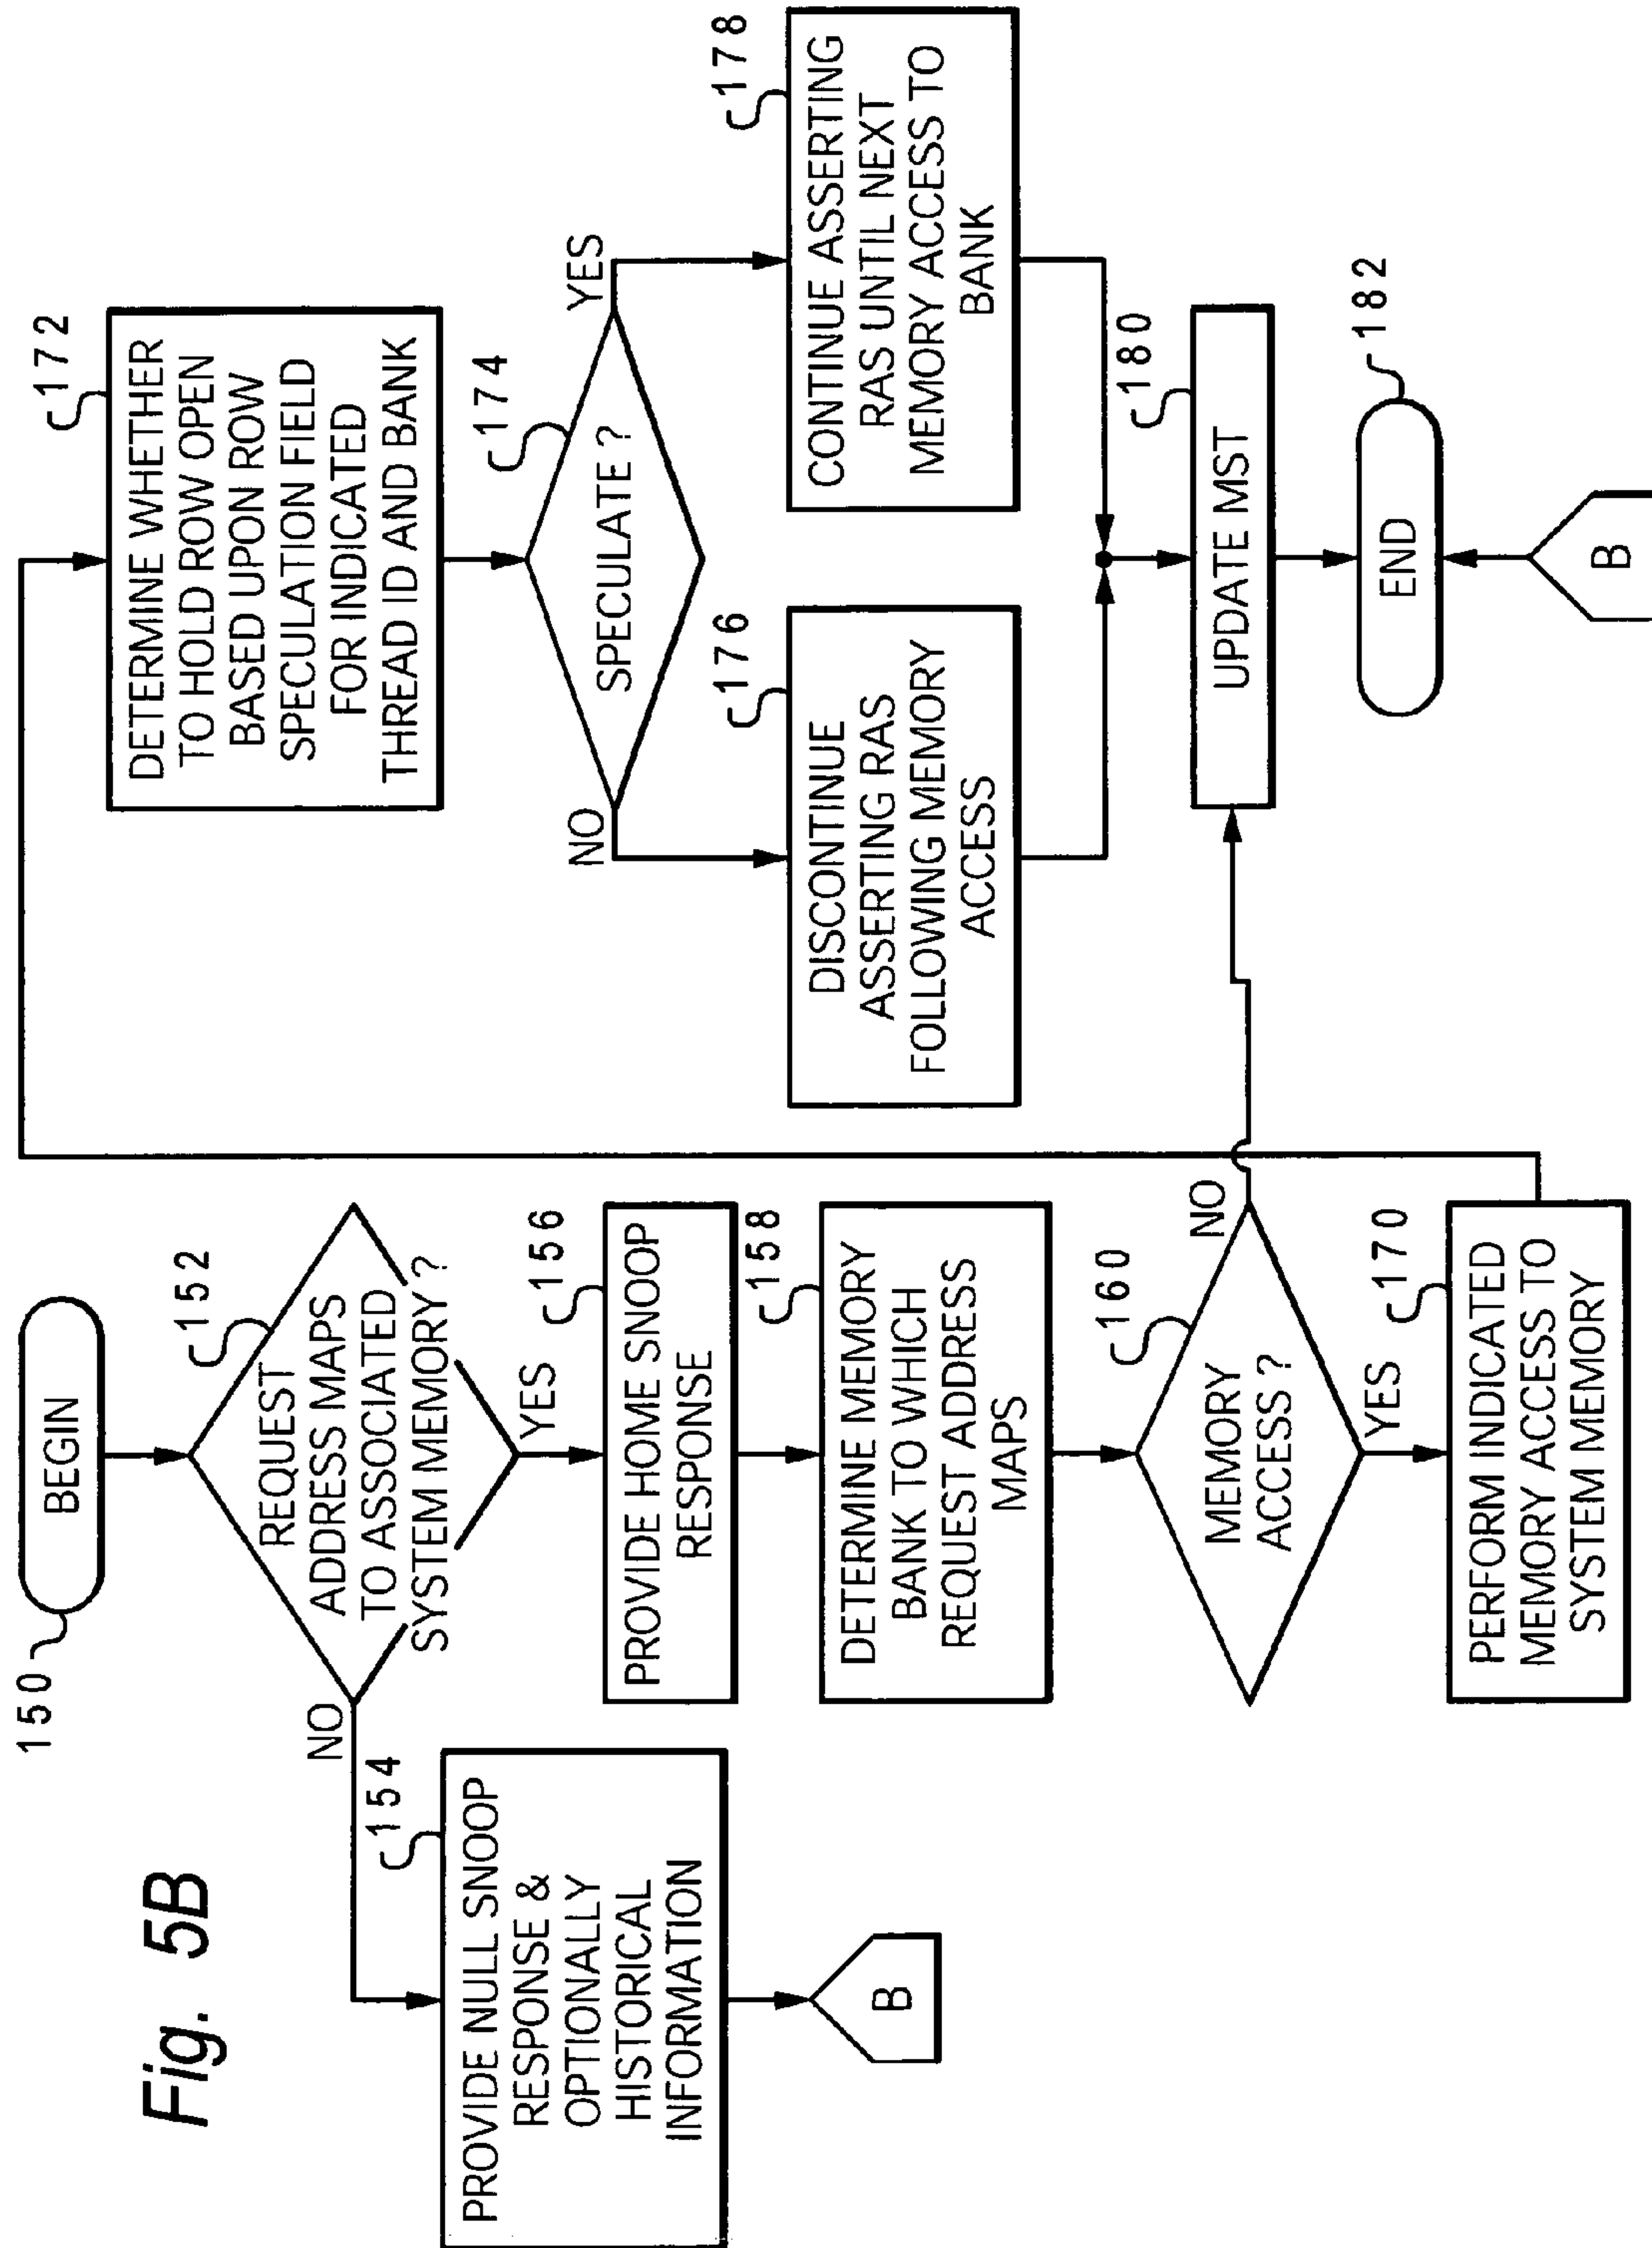 Fig. 5B
150
BEGIN
152
REQUEST
ADDRESS MAPS
TO ASSOCIATED
SYSTEM MEMORY?
NO
YES
154
PROVIDE NULL SNOOP
RESPONSE &
OPTIONALLY
HISTORICAL
INFORMATION
B
156
PROVIDE HOME SNOOP
RESPONSE
158
DETERMINE MEMORY
BANK TO WHICH
REQUEST ADDRESS
MAPS
160
MEMORY
ACCESS?
NO
YES
170
PERFORM INDICATED
MEMORY ACCESS TO
SYSTEM MEMORY
172
DETERMINE WHETHER
TO HOLD ROW OPEN
BASED UPON ROW
SPECULATION FIELD
FOR INDICATED
THREAD ID AND BANK
174
SPECULATE?
NO
YES
176
DISCONTINUE
ASSERTING RAS
FOLLOWING MEMORY
ACCESS
178
CONTINUE ASSERTING
RAS UNTIL NEXT
MEMORY ACCESS TO
BANK
180
UPDATE MST
182
END
B